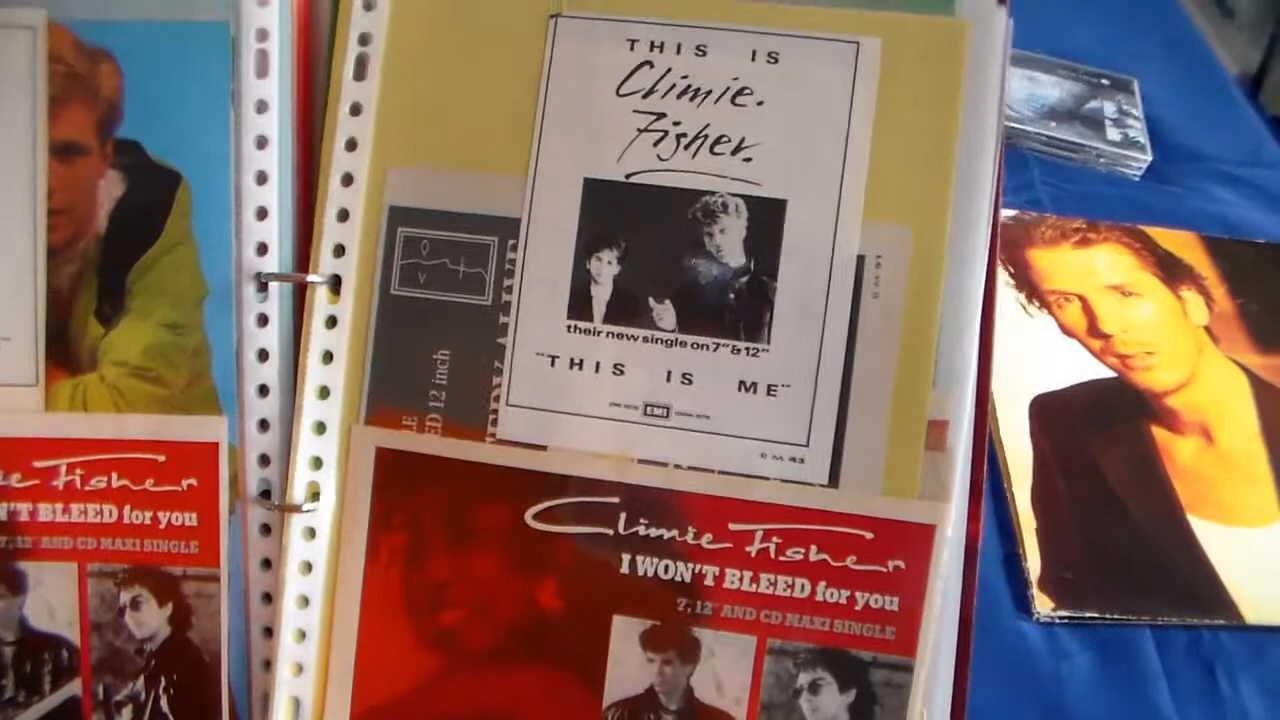 THIS IS
Climie.
Fisher.
their new single on 7" & 12"
"THIS IS ME"
EMI
Q
V
ED 12 inch
Climie Fisher
I WON'T BLEED for you
7, 12" AND CD MAXI SINGLE
ie Fisher
N'T BLEED for you
7, 12" AND CD MAXI SINGLE